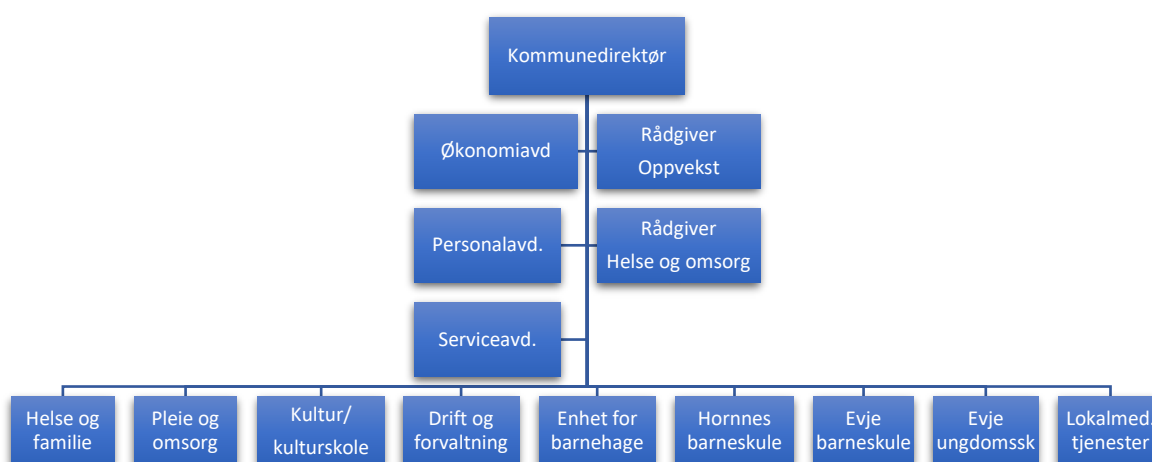 Kommunedirektør
Økonomiavd
Rådgiver
Oppvekst
Personalavd.
Rådgiver
Helse og omsorg
Serviceavd.
Helse og
familie
Pleie og
omsorg
Kultur/
kulturskole
Drift og
forvaltning
Enhet for
barnehage
Hornnes
barneskule
Evje
barneskule
Evje
ungdomssk
Lokalmed.
tjenester